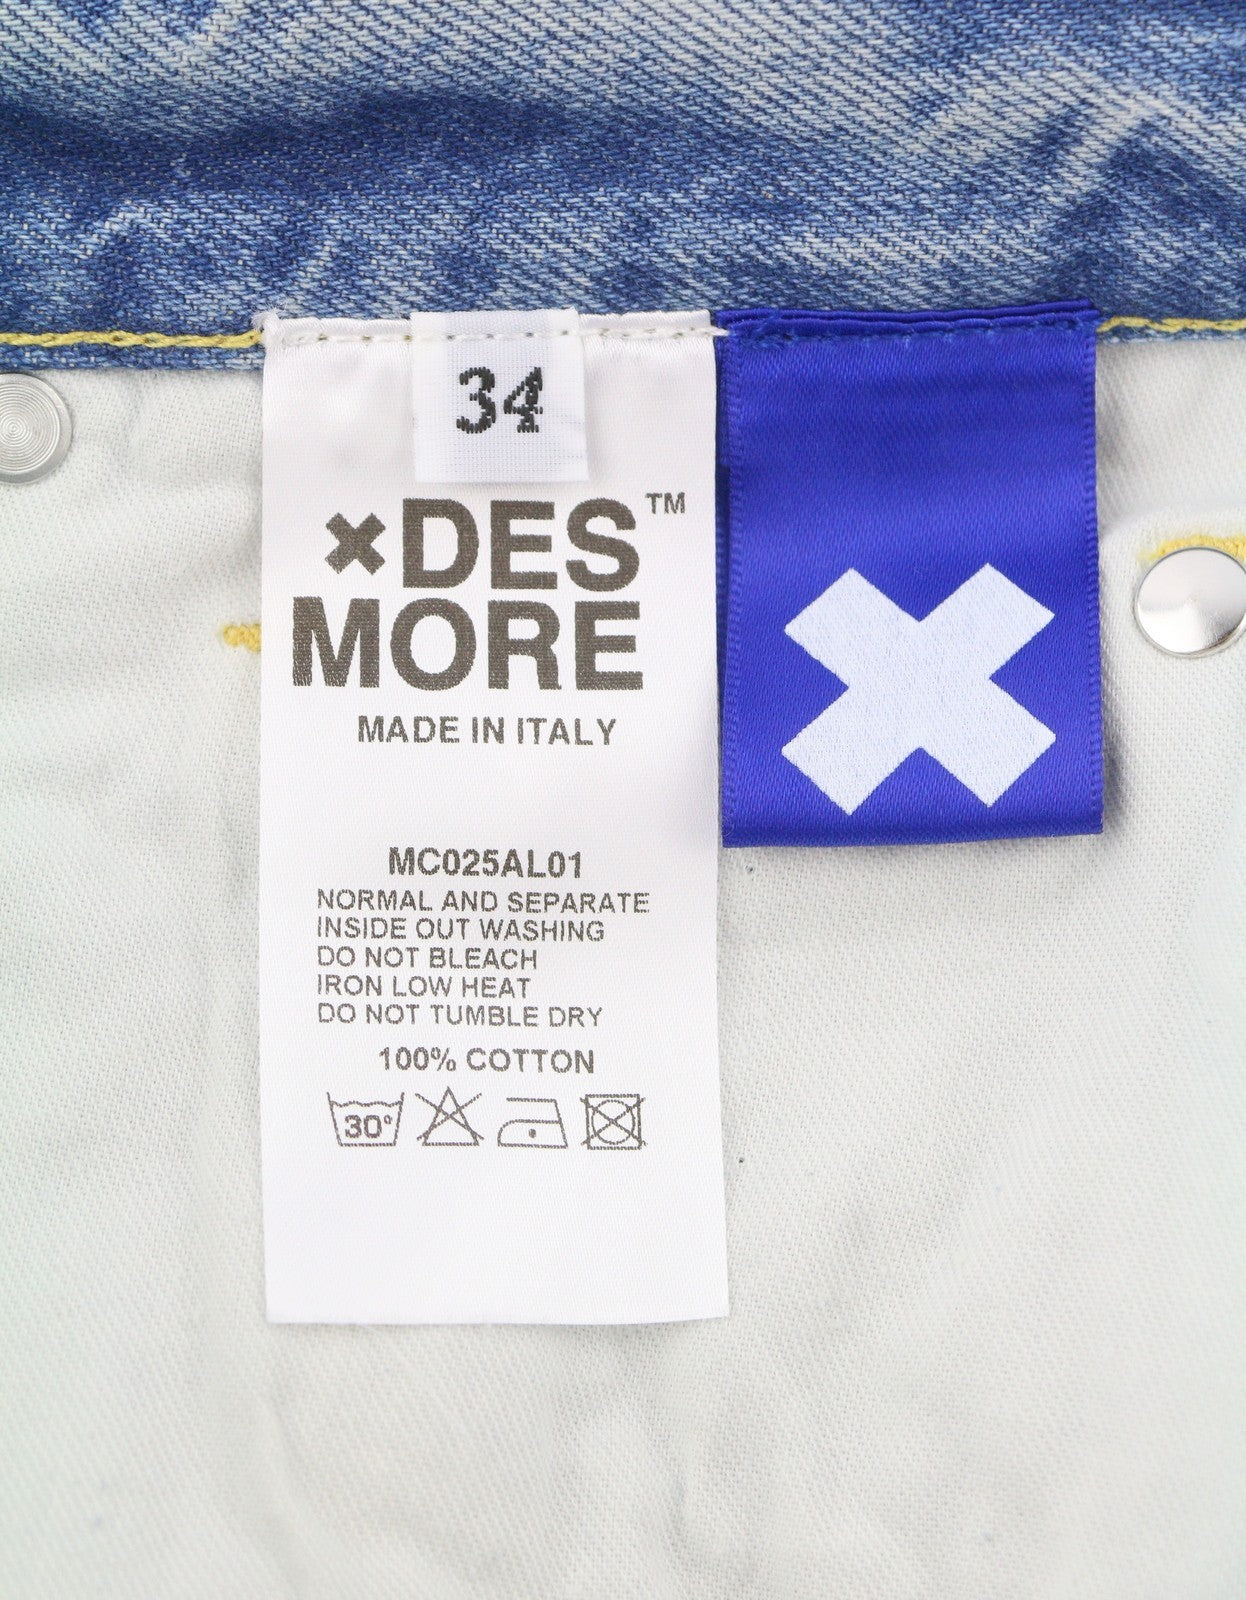 34
×DES™
MORE
MADE IN ITALY
MC025AL01
NORMAL AND SEPARATE
INSIDE OUT WASHING
DO NOT BLEACH
IRON LOW HEAT
DO NOT TUMBLE DRY
100% COTTON
30°